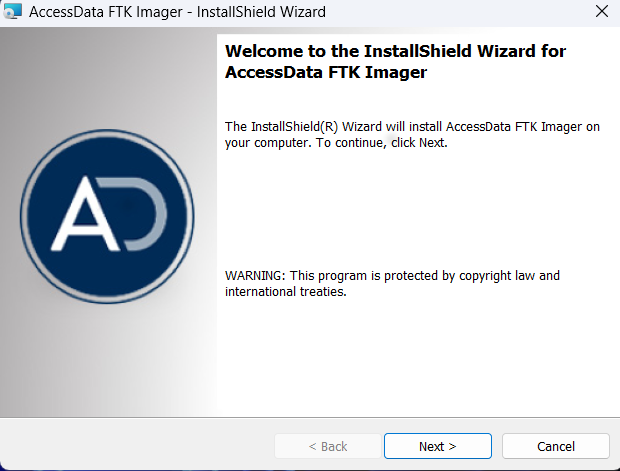 AccessData FTK Imager - InstallShield Wizard
Welcome to the InstallShield Wizard for
AccessData FTK Imager
The InstallShield(R) Wizard will install AccessData FTK Imager on
your computer. To continue, click Next.
AD
WARNING: This program is protected by copyright law and
international treaties.
< Back
Next >
Cancel